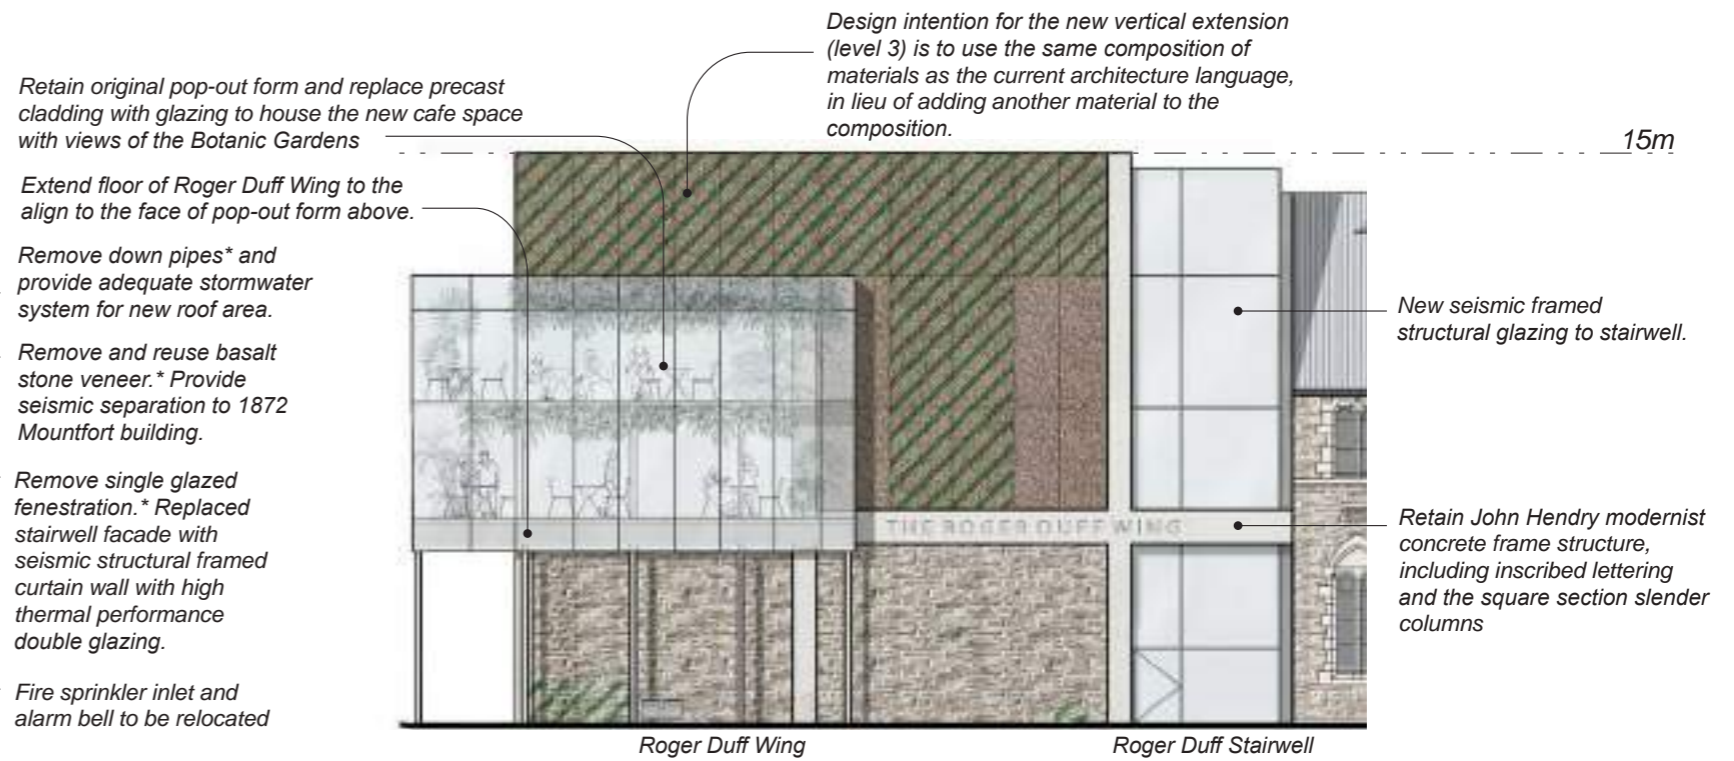 Design intention for the new vertical extension
(level 3) is to use the same composition of
materials as the current architecture language,
in lieu of adding another material to the
composition.
Retain original pop-out form and replace precast
cladding with glazing to house the new cafe space
with views of the Botanic Gardens
15m
Extend floor of Roger Duff Wing to the
align to the face of pop-out form above.
Remove down pipes* and
provide adequate stormwater
system for new roof area.
Remove and reuse basalt
stone veneer.* Provide
seismic separation to 1872
Mountfort building.
Remove single glazed
fenestration.* Replaced
stairwell facade with
seismic structural framed
curtain wall with high
thermal performance
double glazing.
Fire sprinkler inlet and
alarm bell to be relocated
New seismic framed
structural glazing to stairwell.
THE ROGER DUFF WING
Retain John Hendry modernist
concrete frame structure,
including inscribed lettering
and the square section slender
columns
Roger Duff Wing
Roger Duff Stairwell